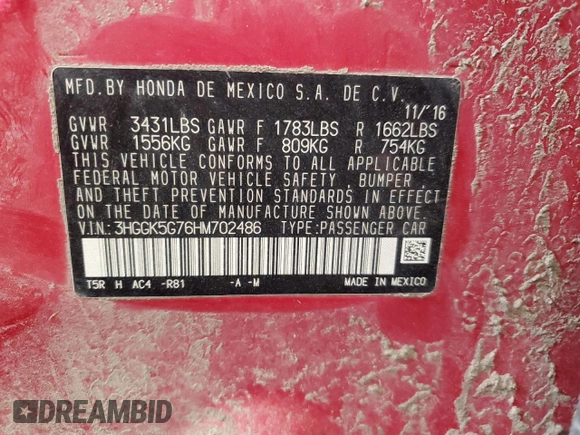 MFD. BY HONDA DE MEXICO S.A. DE C.V.
11/'16
GVWR 3431LBS GAWR F 1783LBS R 1662LBS
GVWR 1556KG GAWR F 809KG R 754KG
THIS VEHICLE CONFORMS TO ALL APPLICABLE
FEDERAL MOTOR VEHICLE SAFETY , BUMPER ,
AND THEFT PREVENTION STANDARDS IN EFFECT
ON THE DATE OF MANUFACTURE SHOWN ABOVE.
V.I.N: 3HGGK5G76HM702486 TYPE:PASSENGER CAR
T5R H AC4 -R81 -A -M MADE IN MEXICO
DREAMBID